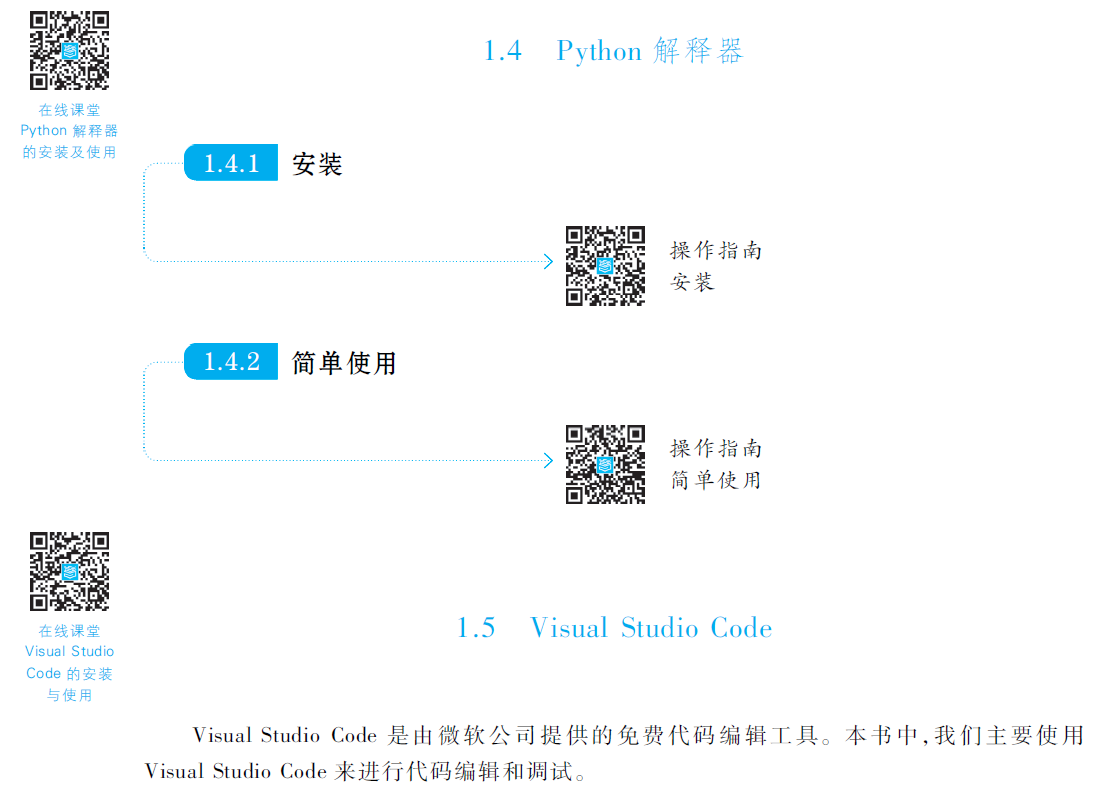 1.4 Python 解释器
在线课堂
Python 解释器
的安装及使用
1.4.1 安装
操作指南
安装
1.4.2 简单使用
操作指南
简单使用
在线课堂
Visual Studio
Code 的安装
与使用
1.5 Visual Studio Code
Visual Studio Code 是由微软公司提供的免费代码编辑工具。本书中,我们主要使用
Visual Studio Code 来进行代码编辑和调试。